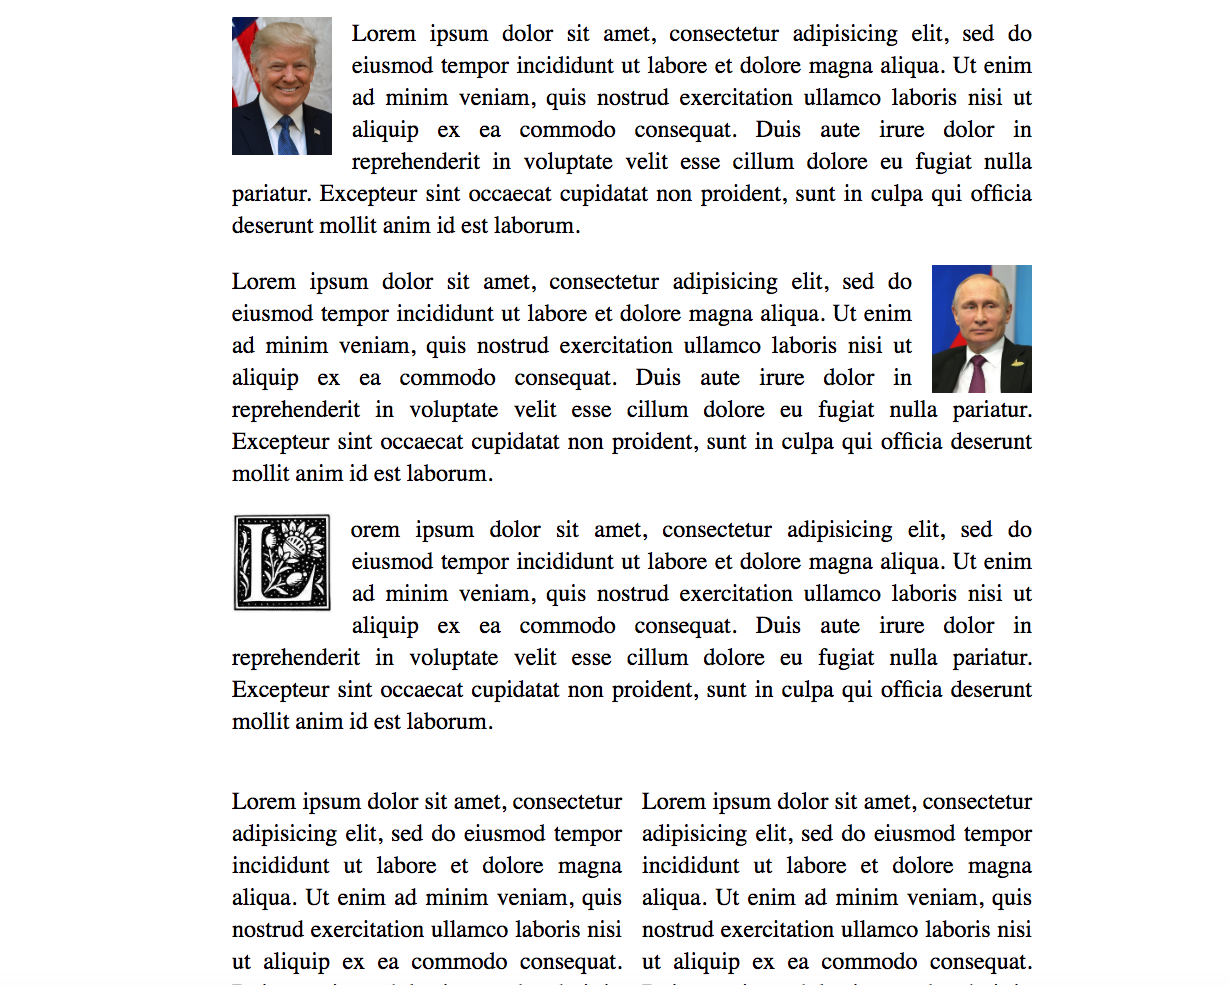 Lorem ipsum dolor sit amet, consectetur adipisicing elit, sed do
eiusmod tempor incididunt ut labore et dolore magna aliqua. Ut enim
ad minim veniam, quis nostrud exercitation ullamco laboris nisi ut
aliquip ex ea commodo consequat. Duis aute irure dolor in
reprehenderit in voluptate velit esse cillum dolore eu fugiat nulla
pariatur. Excepteur sint occaecat cupidatat non proident, sunt in culpa qui officia
deserunt mollit anim id est laborum.
Lorem ipsum dolor sit amet, consectetur adipisicing elit, sed do
eiusmod tempor incididunt ut labore et dolore magna aliqua. Ut enim
ad minim veniam, quis nostrud exercitation ullamco laboris nisi ut
aliquip ex ea commodo consequat. Duis aute irure dolor in
reprehenderit in voluptate velit esse cillum dolore eu fugiat nulla pariatur.
Excepteur sint occaecat cupidatat non proident, sunt in culpa qui officia deserunt
mollit anim id est laborum.
Lorem ipsum dolor sit amet, consectetur adipisicing elit, sed do
eiusmod tempor incididunt ut labore et dolore magna aliqua. Ut enim
ad minim veniam, quis nostrud exercitation ullamco laboris nisi ut
aliquip ex ea commodo consequat. Duis aute irure dolor in
reprehenderit in voluptate velit esse cillum dolore eu fugiat nulla pariatur.
Excepteur sint occaecat cupidatat non proident, sunt in culpa qui officia deserunt
mollit anim id est laborum.
Lorem ipsum dolor sit amet, consectetur
adipisicing elit, sed do eiusmod tempor
incididunt ut labore et dolore magna
aliqua. Ut enim ad minim veniam, quis
nostrud exercitation ullamco laboris nisi
ut aliquip ex ea commodo consequat.
Lorem ipsum dolor sit amet, consectetur
adipisicing elit, sed do eiusmod tempor
incididunt ut labore et dolore magna
aliqua. Ut enim ad minim veniam, quis
nostrud exercitation ullamco laboris nisi
ut aliquip ex ea commodo consequat.